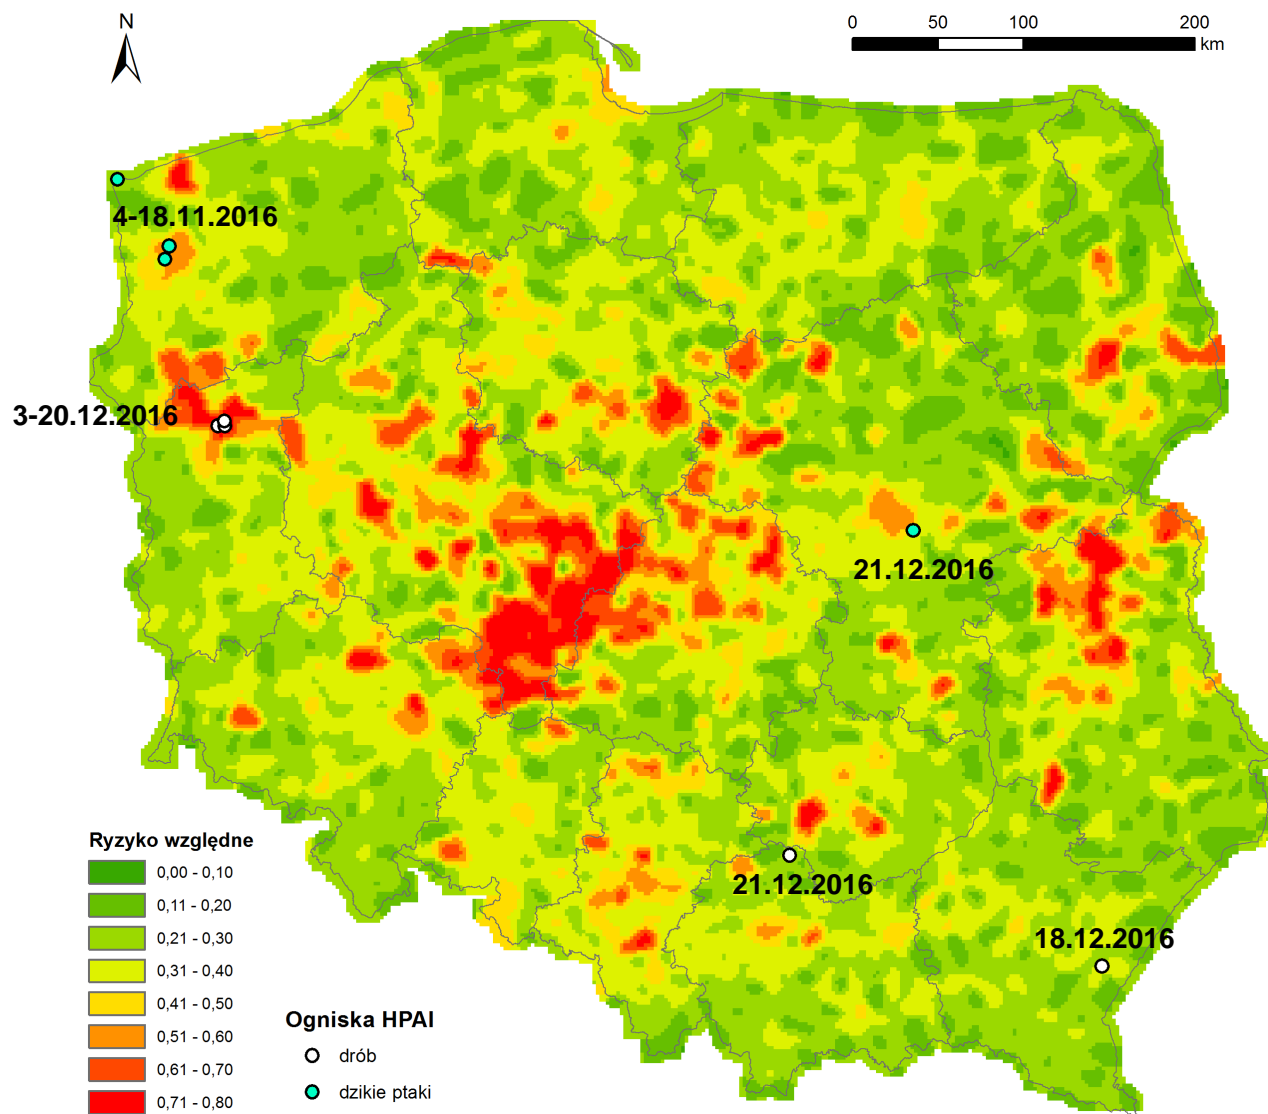 N
0 50 100 200
km
4-18.11.2016
3-20.12.2016
21.12.2016
21.12.2016
18.12.2016
Ryzyko względne
0,00 - 0,10
0,11 - 0,20
0,21 - 0,30
0,31 - 0,40
0,41 - 0,50
0,51 - 0,60
0,61 - 0,70
0,71 - 0,80
Ogniska HPAI
drób
dzikie ptaki